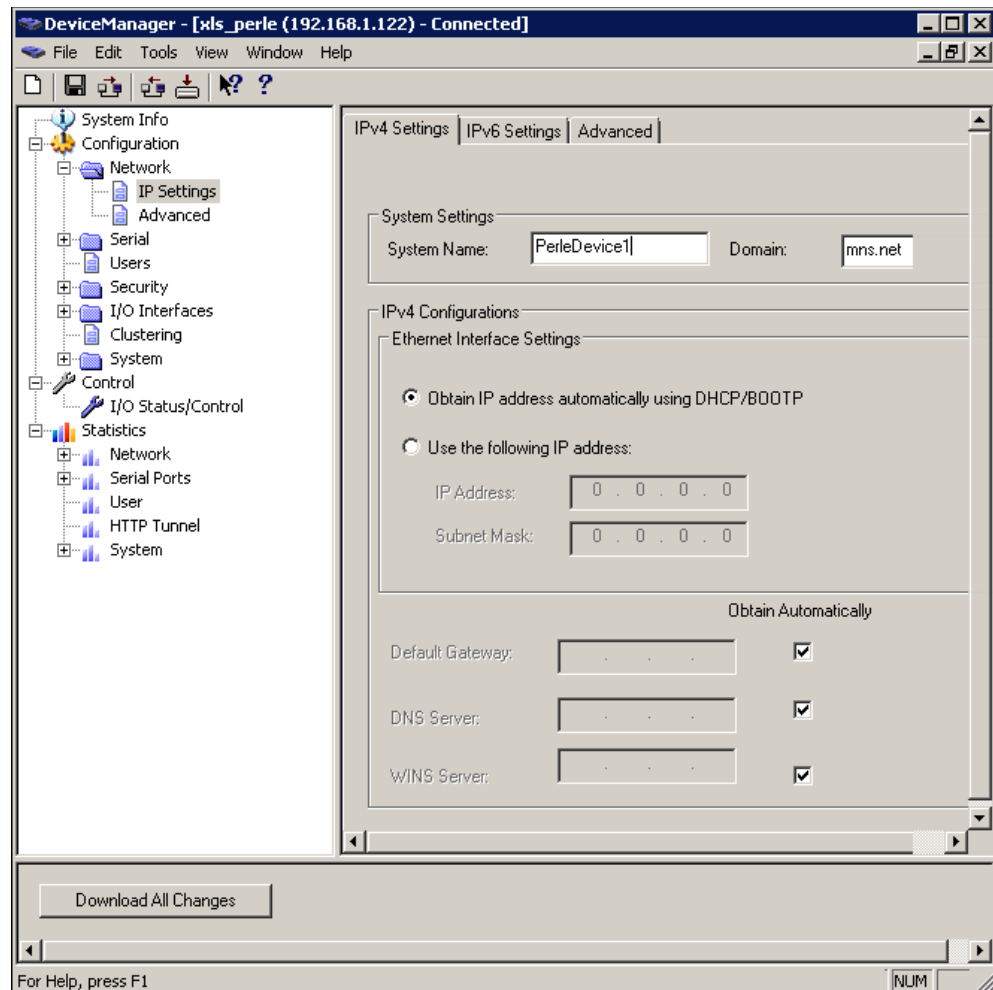 DeviceManager - [xls_perle (192.168.1.122) - Connected]
File Edit Tools View Window Help
System Info
Configuration
Network
IP Settings
Advanced
Serial
Users
Security
I/O Interfaces
Clustering
System
Control
I/O Status/Control
Statistics
Network
Serial Ports
User
HTTP Tunnel
System
IPv4 Settings IPv6 Settings Advanced
System Settings
System Name: PerleDevice1 Domain: mns.net
IPv4 Configurations
Ethernet Interface Settings
Obtain IP address automatically using DHCP/BOOTP
Use the following IP address:
IP Address: 0 . 0 . 0 . 0
Subnet Mask: 0 . 0 . 0 . 0
Obtain Automatically
Default Gateway: . . .
DNS Server: . . .
WINS Server: . . .
Download All Changes
For Help, press F1 NUM